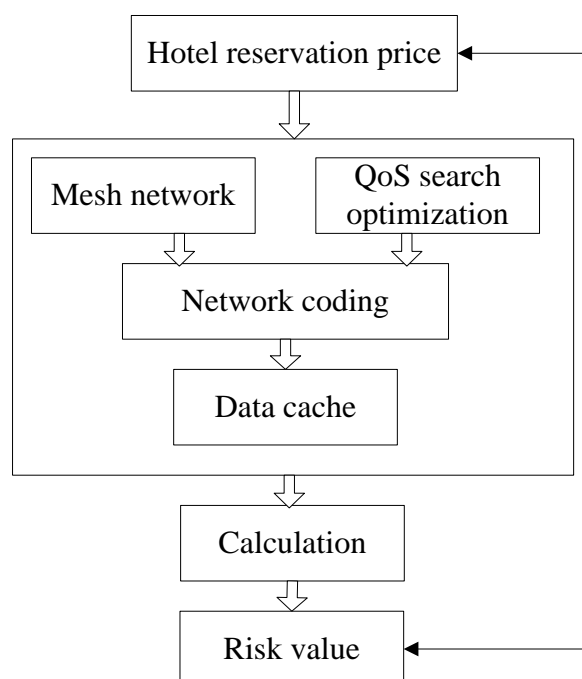 Hotel reservation price
Mesh network
QoS search
optimization
Network coding
Data cache
Calculation
Risk value